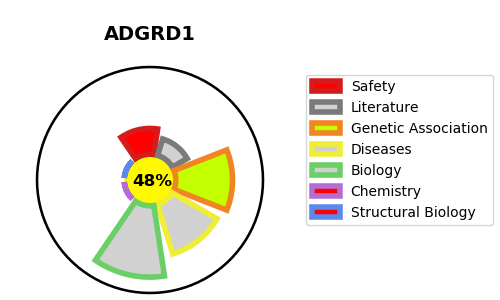 ADGRD1
48%
Safety
Literature
Genetic Association
Diseases
Biology
Chemistry
Structural Biology